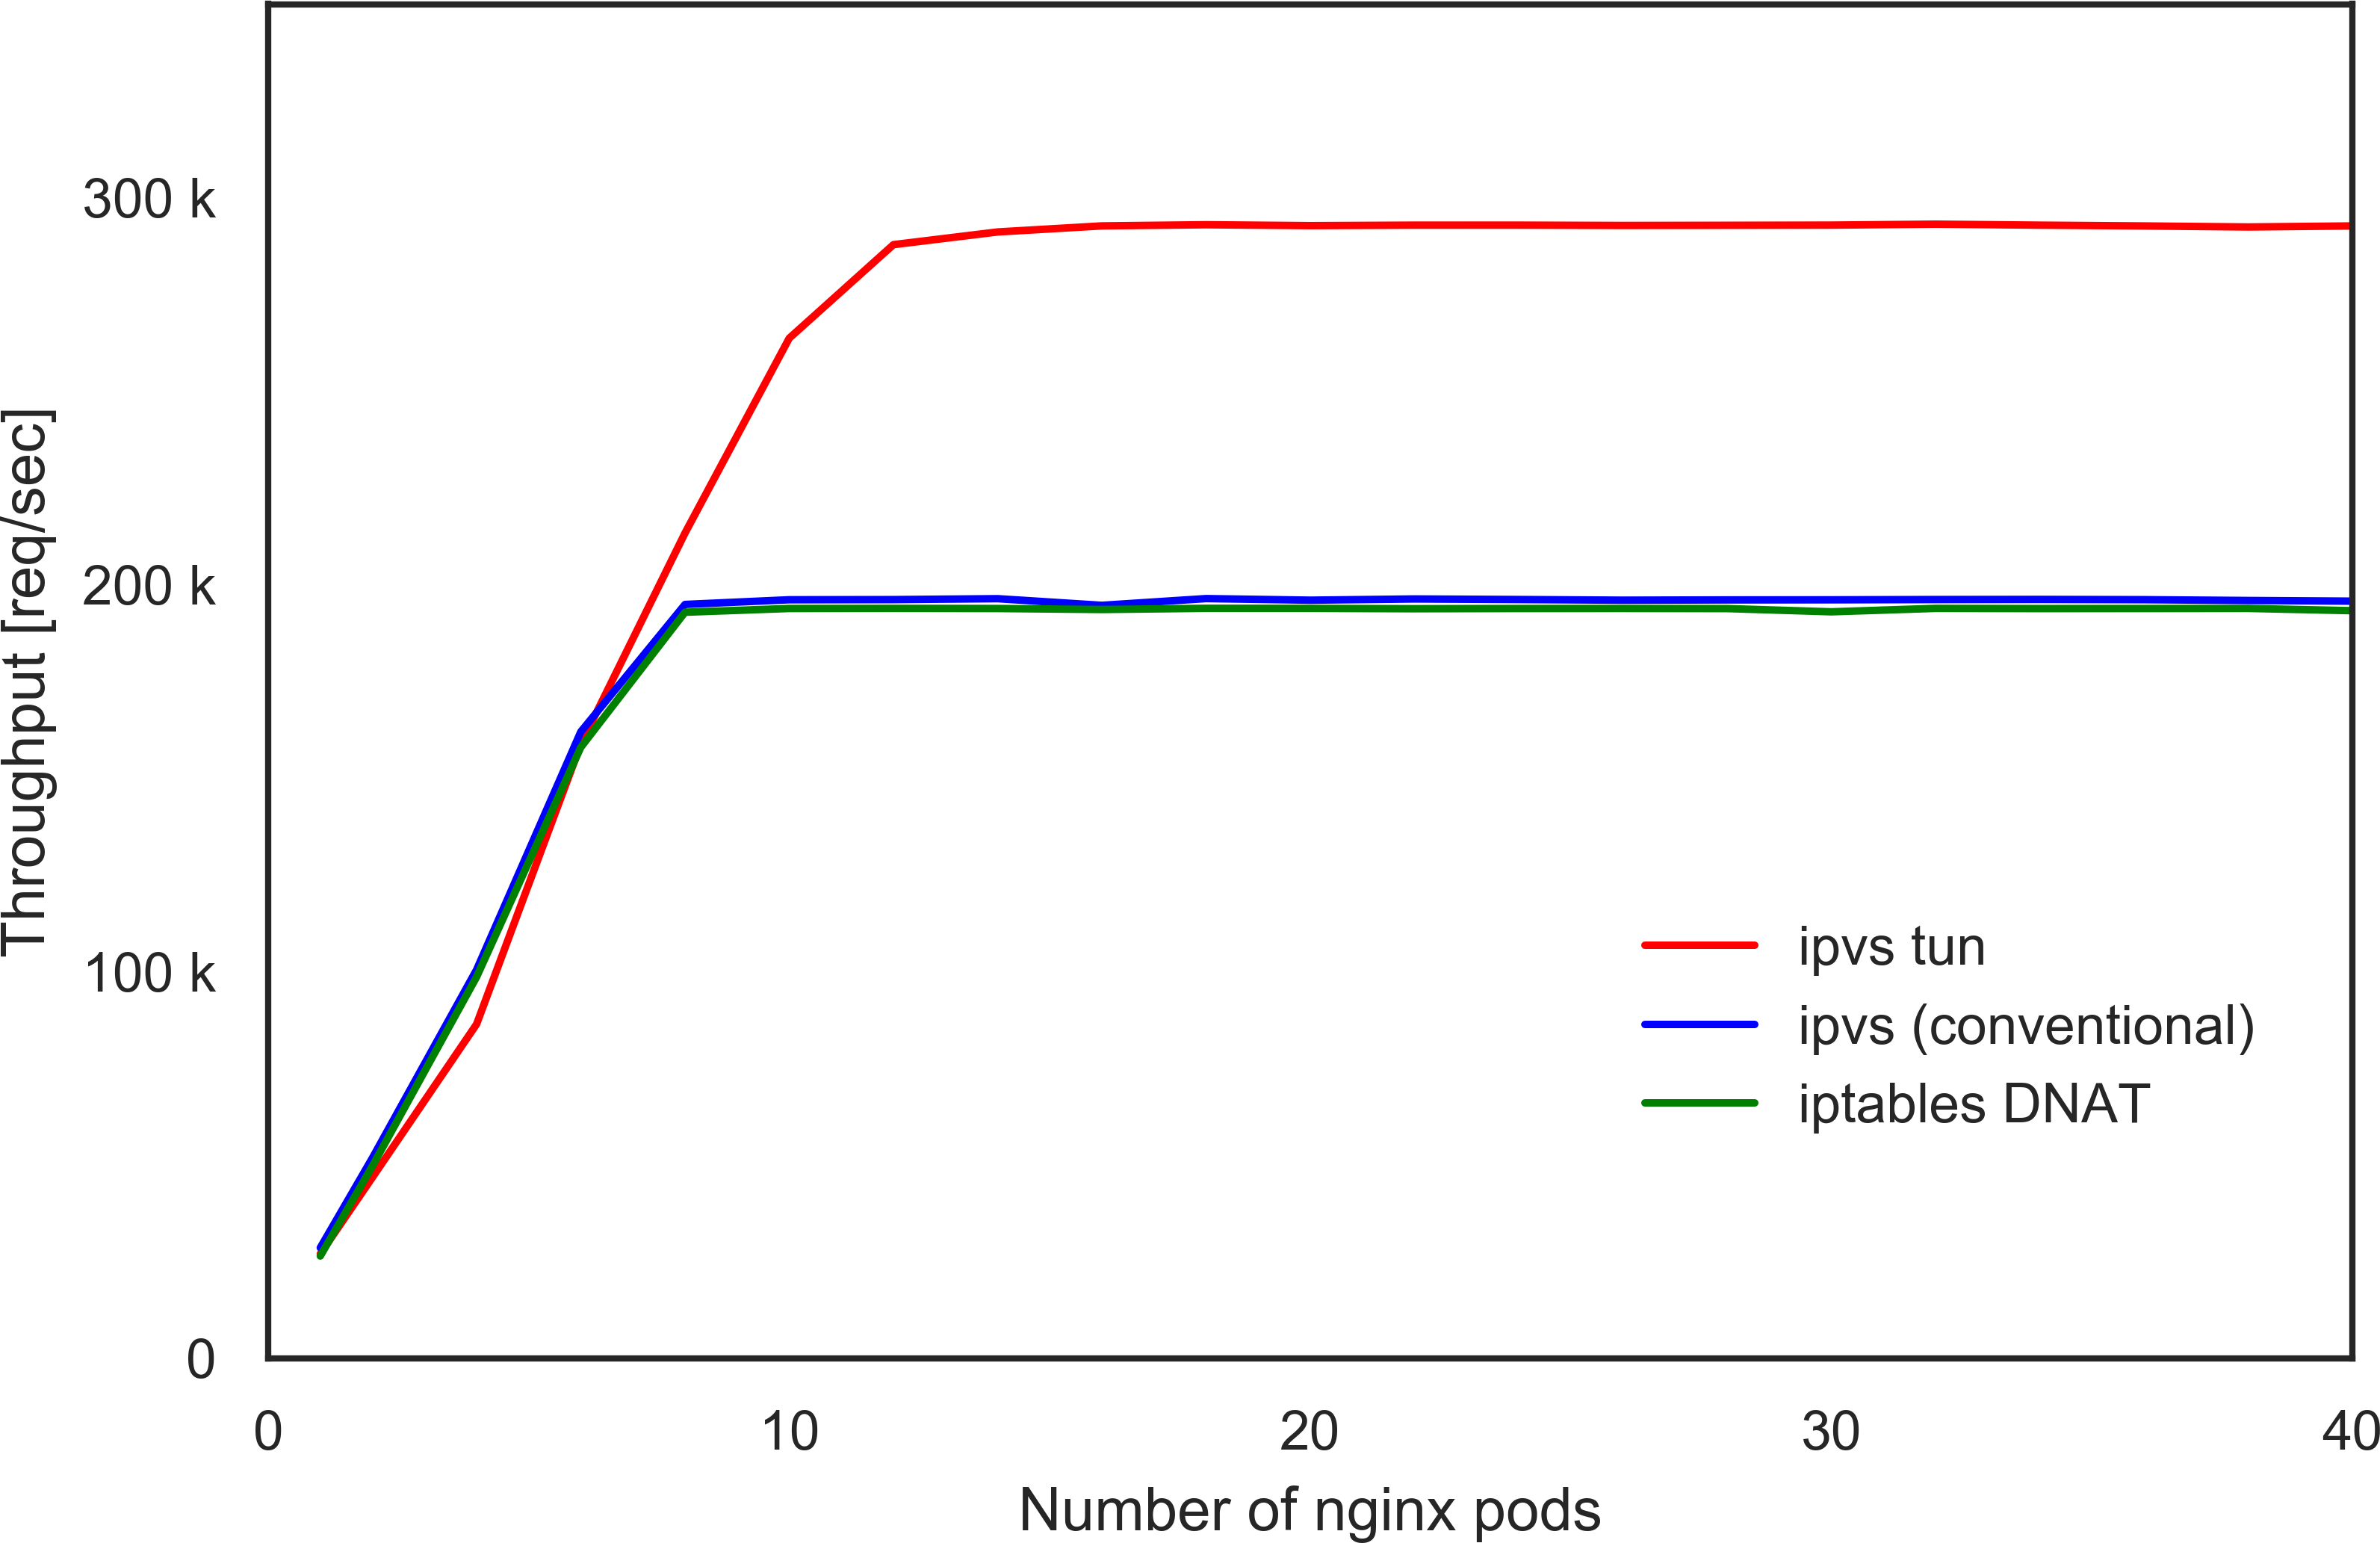 300 k
200 k
100 k
0
Throughput [req/sec]
ipvs tun
ipvs (conventional)
iptables DNAT
0 10 20 30 40
Number of nginx pods